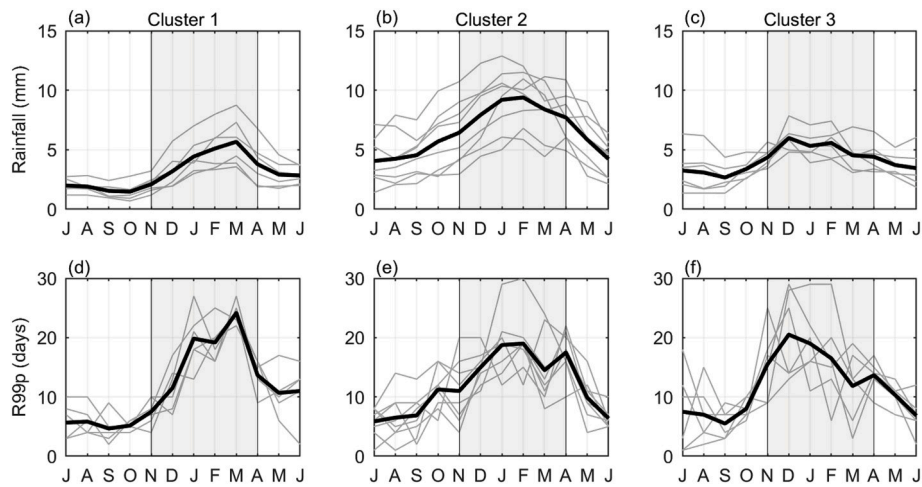 (a) Cluster 1 (b) Cluster 2 (c) Cluster 3
Rainfall (mm)
15 15 15
10 10 10
5 5 5
0 0 0
J A S O N D J F M A M J J A S O N D J F M A M J J A S O N D J F M A M J
(d) (e) (f)
R99p (days)
30 30 30
20 20 20
10 10 10
0 0 0
J A S O N D J F M A M J J A S O N D J F M A M J J A S O N D J F M A M J